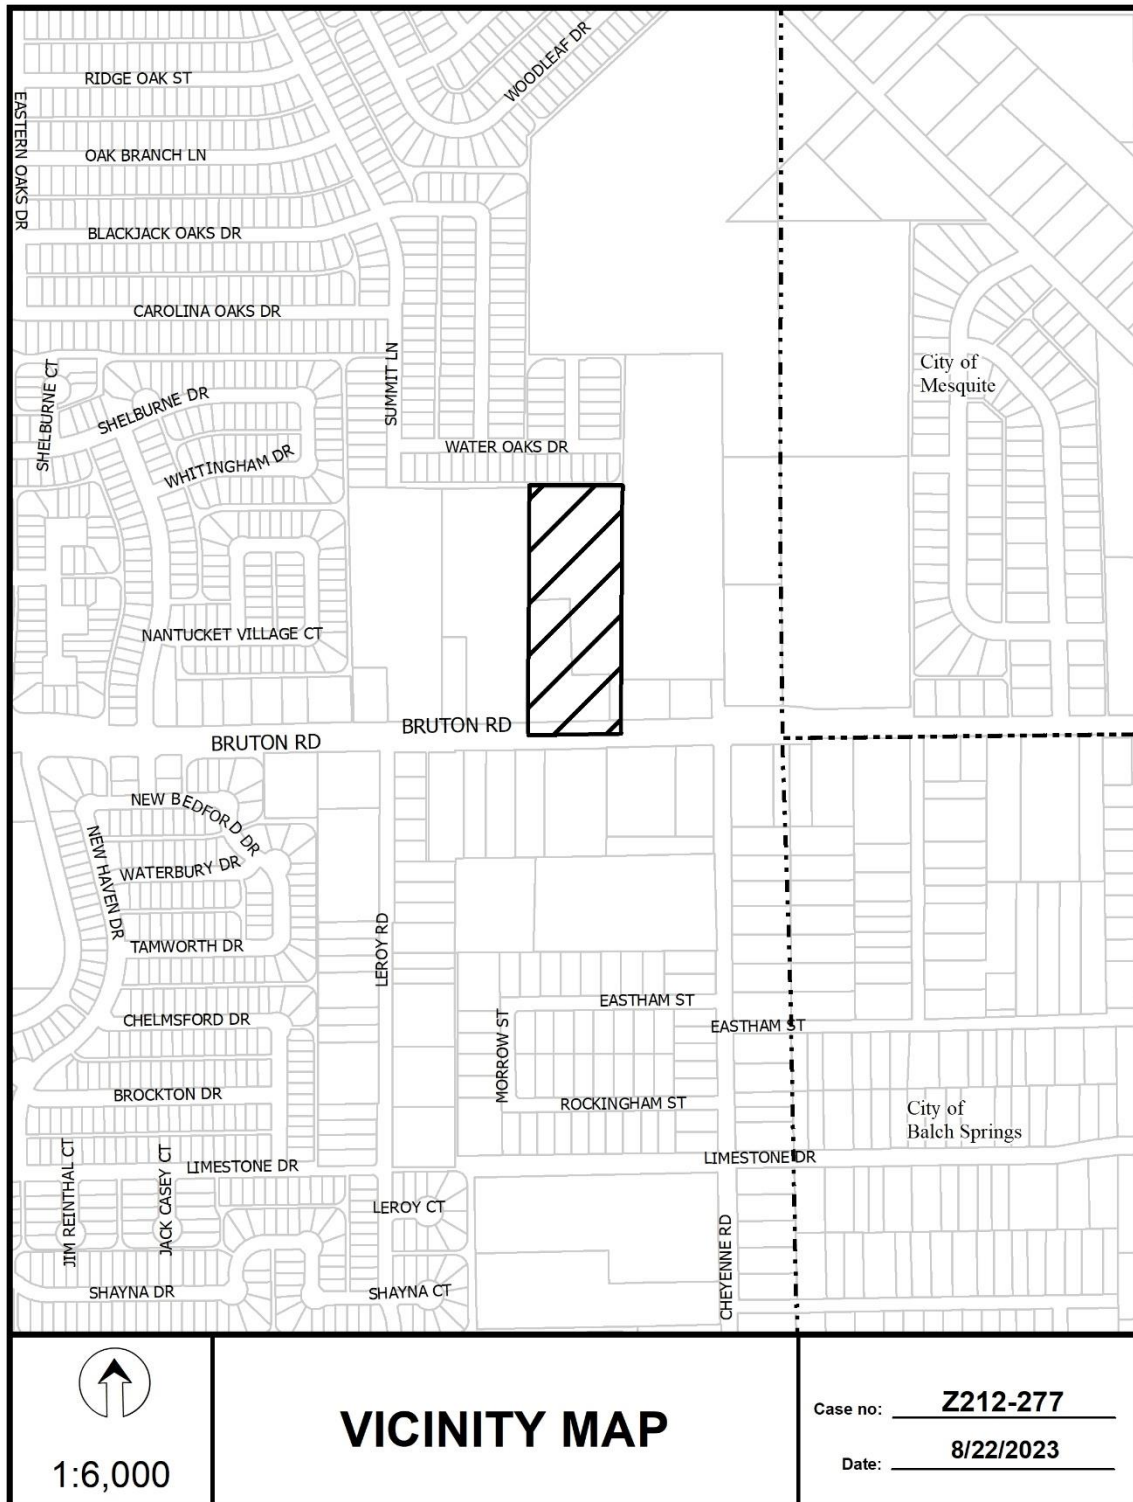 WOODLEAF DR
RIDGE OAK ST
EASTERN OAKS DR
OAK BRANCH LN
BLACKJACK OAKS DR
CAROLINA OAKS DR
SHELBURNE CT
SHELBURNE DR
SUMMIT LN
City of
Mesquite
WHITINGHAM DR
WATER OAKS DR
NANTUCKET VILLAGE CT
BRUTON RD
BRUTON RD
NEW BEDFORD DR
NEW HAVEN DR
WATERBURY DR
TAMWORTH DR
LEROY RD
CHELMSFORD DR
EASTHAM ST
EASTHAM ST
MORROW ST
BROCKTON DR
ROCKINGHAM ST
City of
Balch Springs
LIMESTONE DR
LIMESTONE DR
JIM REINTHAL CT
JACK CASEY CT
LEROY CT
CHEYENNE RD
SHAYNA DR
SHAYNA CT
1:6,000
VICINITY MAP
Case no: Z212-277
Date: 8/22/2023